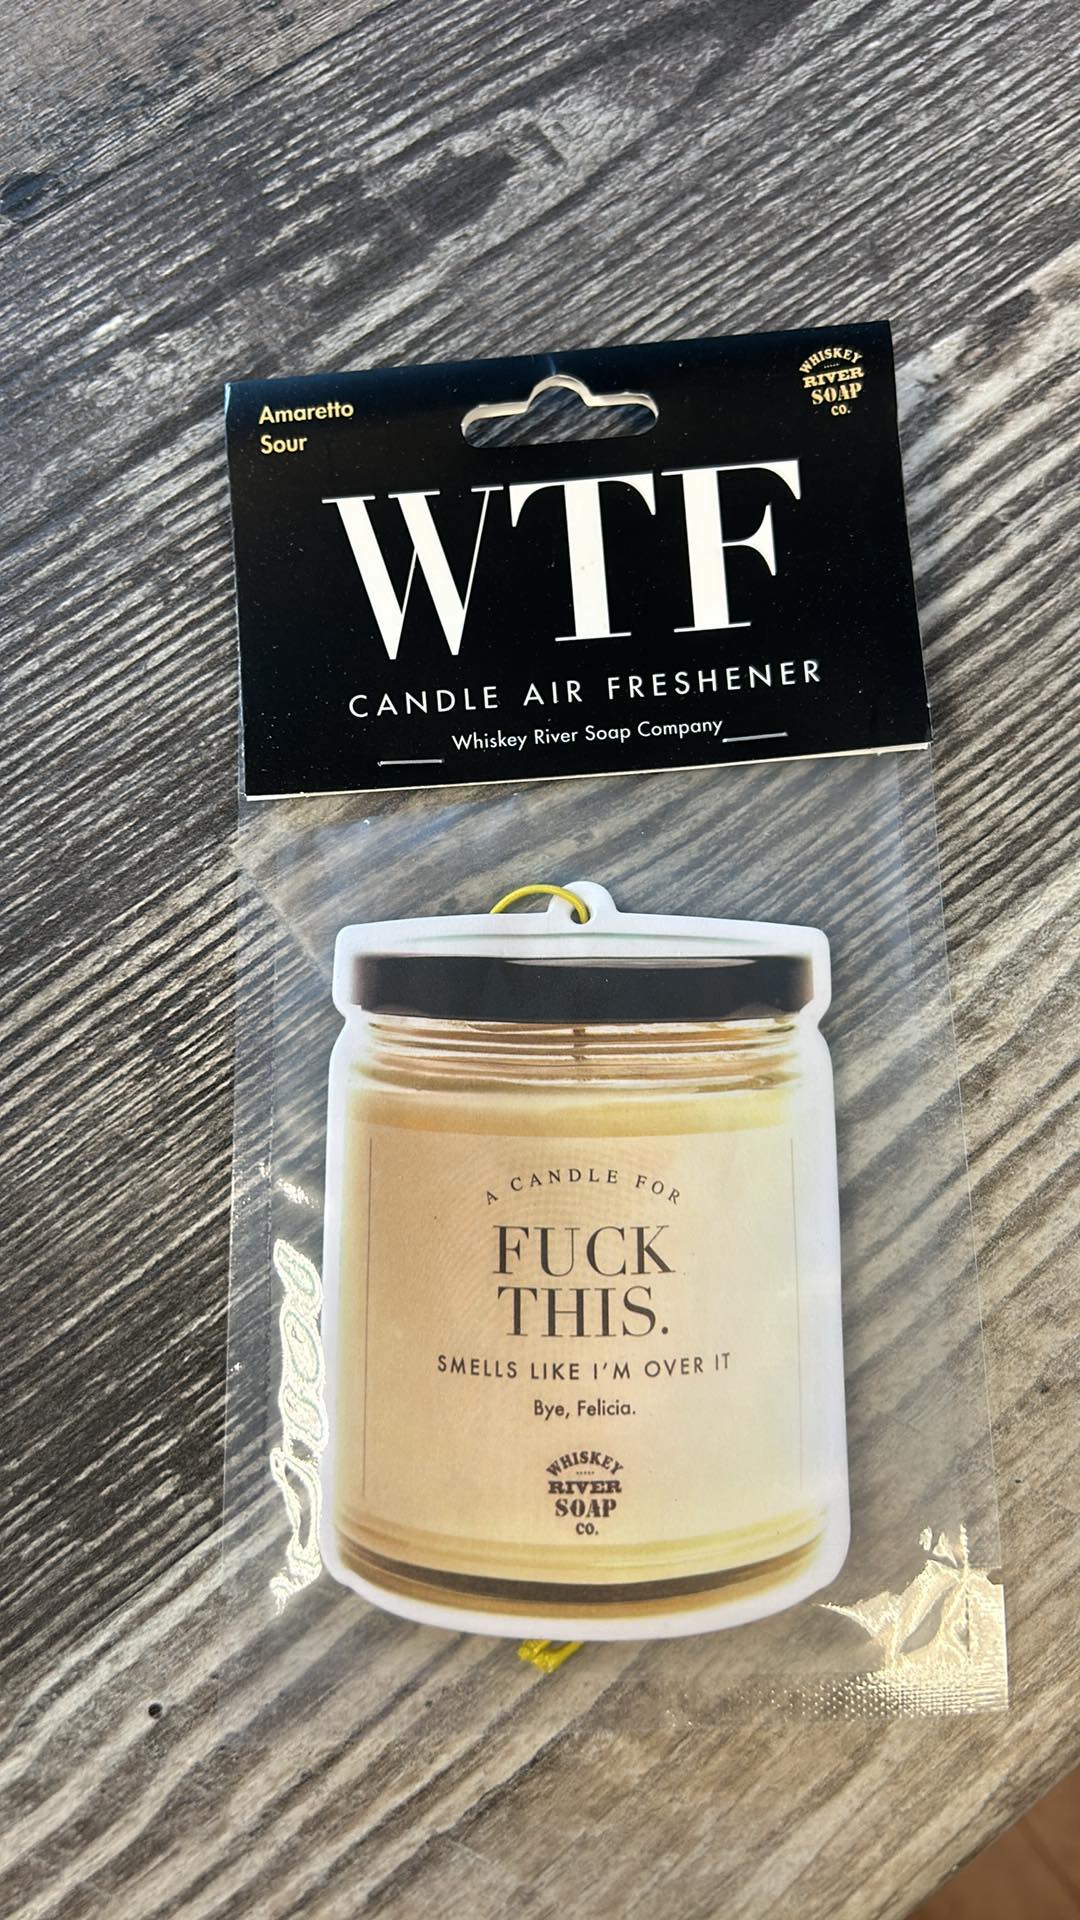 Amaretto
Sour
WHISKEY
RIVER
SOAP
CO.
WTF
CANDLE AIR FRESHENER
Whiskey River Soap Company
A CANDLE FOR
FUCK
THIS.
SMELLS LIKE I'M OVER IT
Bye, Felicia.
WHISKEY
RIVER
SOAP
CO.